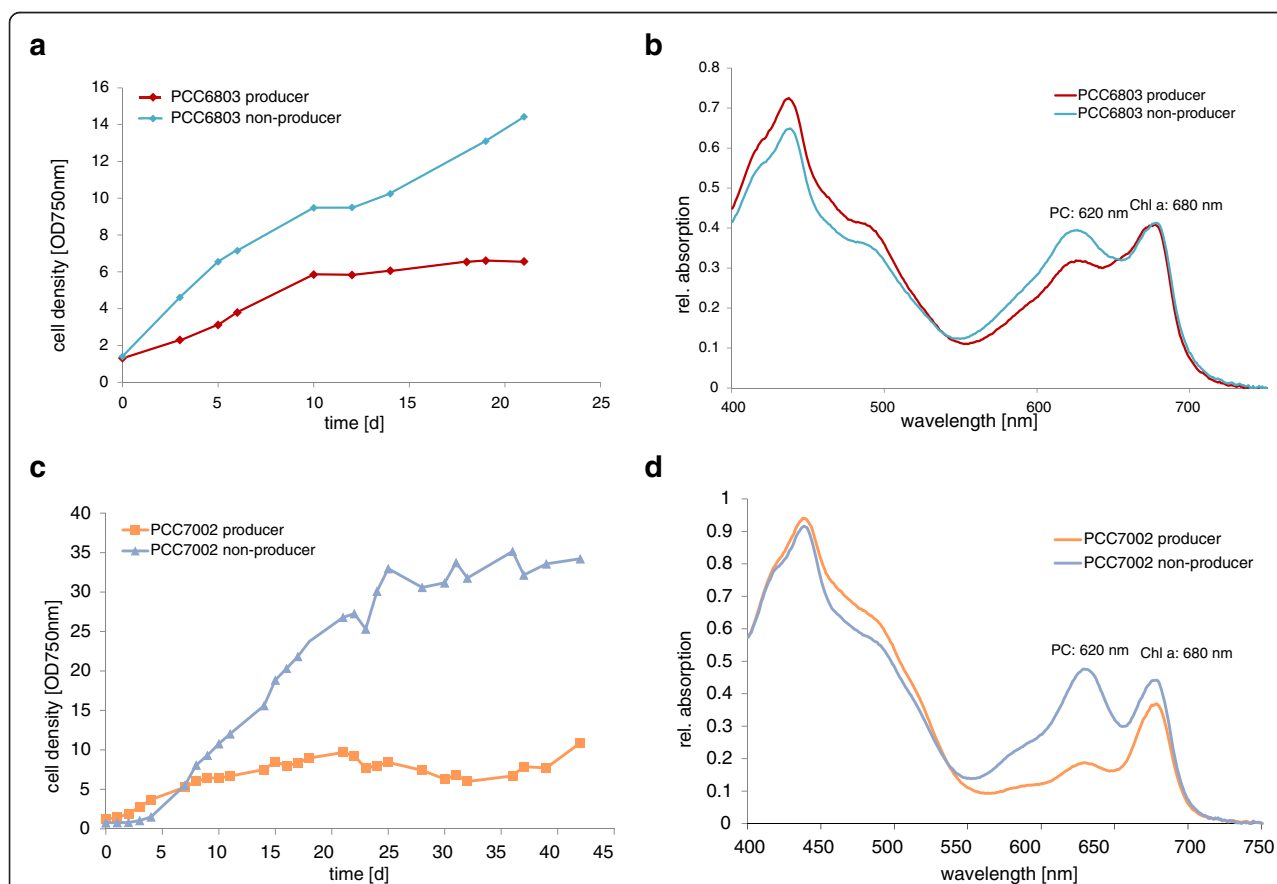 a
PCC6803 producer
PCC6803 non-producer
16
14
12
10
8
6
4
2
0
cell density [OD750nm]
0 5 10 15 20 25
time [d]
b
PCC6803 producer
PCC6803 non-producer
0.8
0.7
0.6
0.5
0.4
0.3
0.2
0.1
0
rel. absorption
PC: 620 nm
Chl a: 680 nm
400 500 600 700
wavelength [nm]
c
PCC7002 producer
PCC7002 non-producer
40
35
30
25
20
15
10
5
0
cell density [OD750nm]
0 5 10 15 20 25 30 35 40 45
time [d]
d
PCC7002 producer
PCC7002 non-producer
1
0.9
0.8
0.7
0.6
0.5
0.4
0.3
0.2
0.1
0
rel. absorption
PC: 620 nm
Chl a: 680 nm
400 450 500 550 600 650 700 750
wavelength [nm]